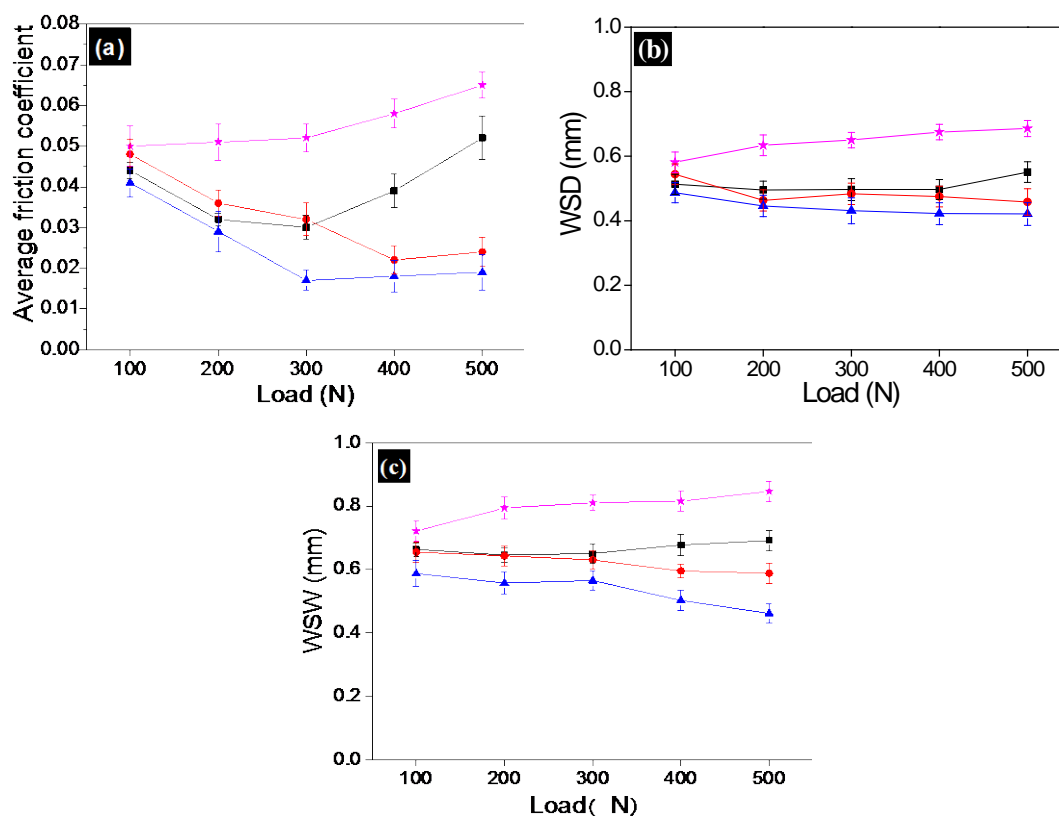 (a)
Average friction coefficient
0.08
0.07
0.06
0.05
0.04
0.03
0.02
0.01
0.00
100 200 300 400 500
Load (N)
(b)
WSD (mm)
1.0
0.8
0.6
0.4
0.2
0.0
100 200 300 400 500
Load (N)
(c)
WSW (mm)
1.0
0.8
0.6
0.4
0.2
0.0
100 200 300 400 500
Load( N)